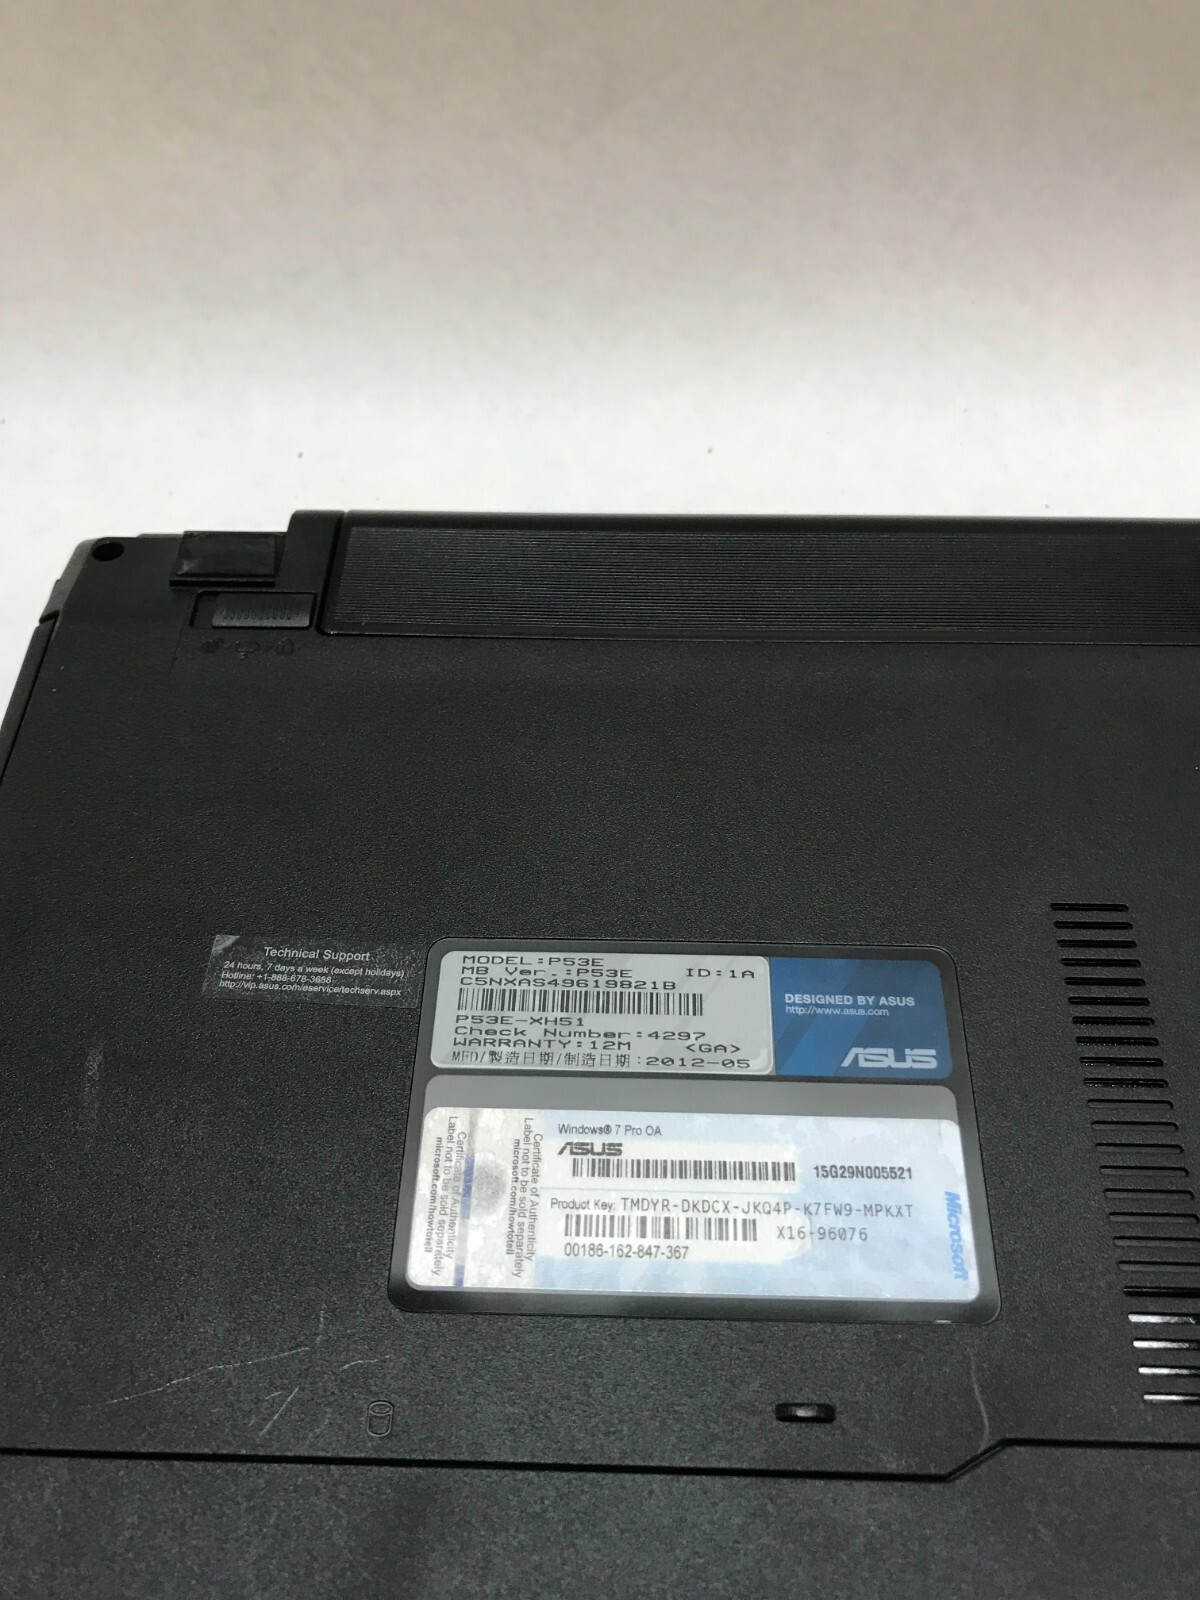 Technical Support
24 hours, 7 days a week (except holidays)
Hotline: +1-888-678-3688
http://vip.asus.com/eservice/techserv.aspx
MODEL:P53E
MB Ver.:P53E ID:1A
C5NXAS49619821B
P53E-XH51
Check Number:4297
WARRANTY:12M <GA>
MFD/製造日期/制造日期:2012-05
DESIGNED BY ASUS
http://www.asus.com
ASUS
Certificate of Authenticity
Label not to be sold separately
microsoft.com/howtotell
Certificate of Authenticity
Label not to be sold separately
microsoft.com/howtotell
Windows® 7 Pro OA
ASUS
15G29N005521
Product Key: TMDYR-DKDCX-JKQ4P-K7FW9-MPKXT
X16-96076
00186-162-847-367
Microsoft